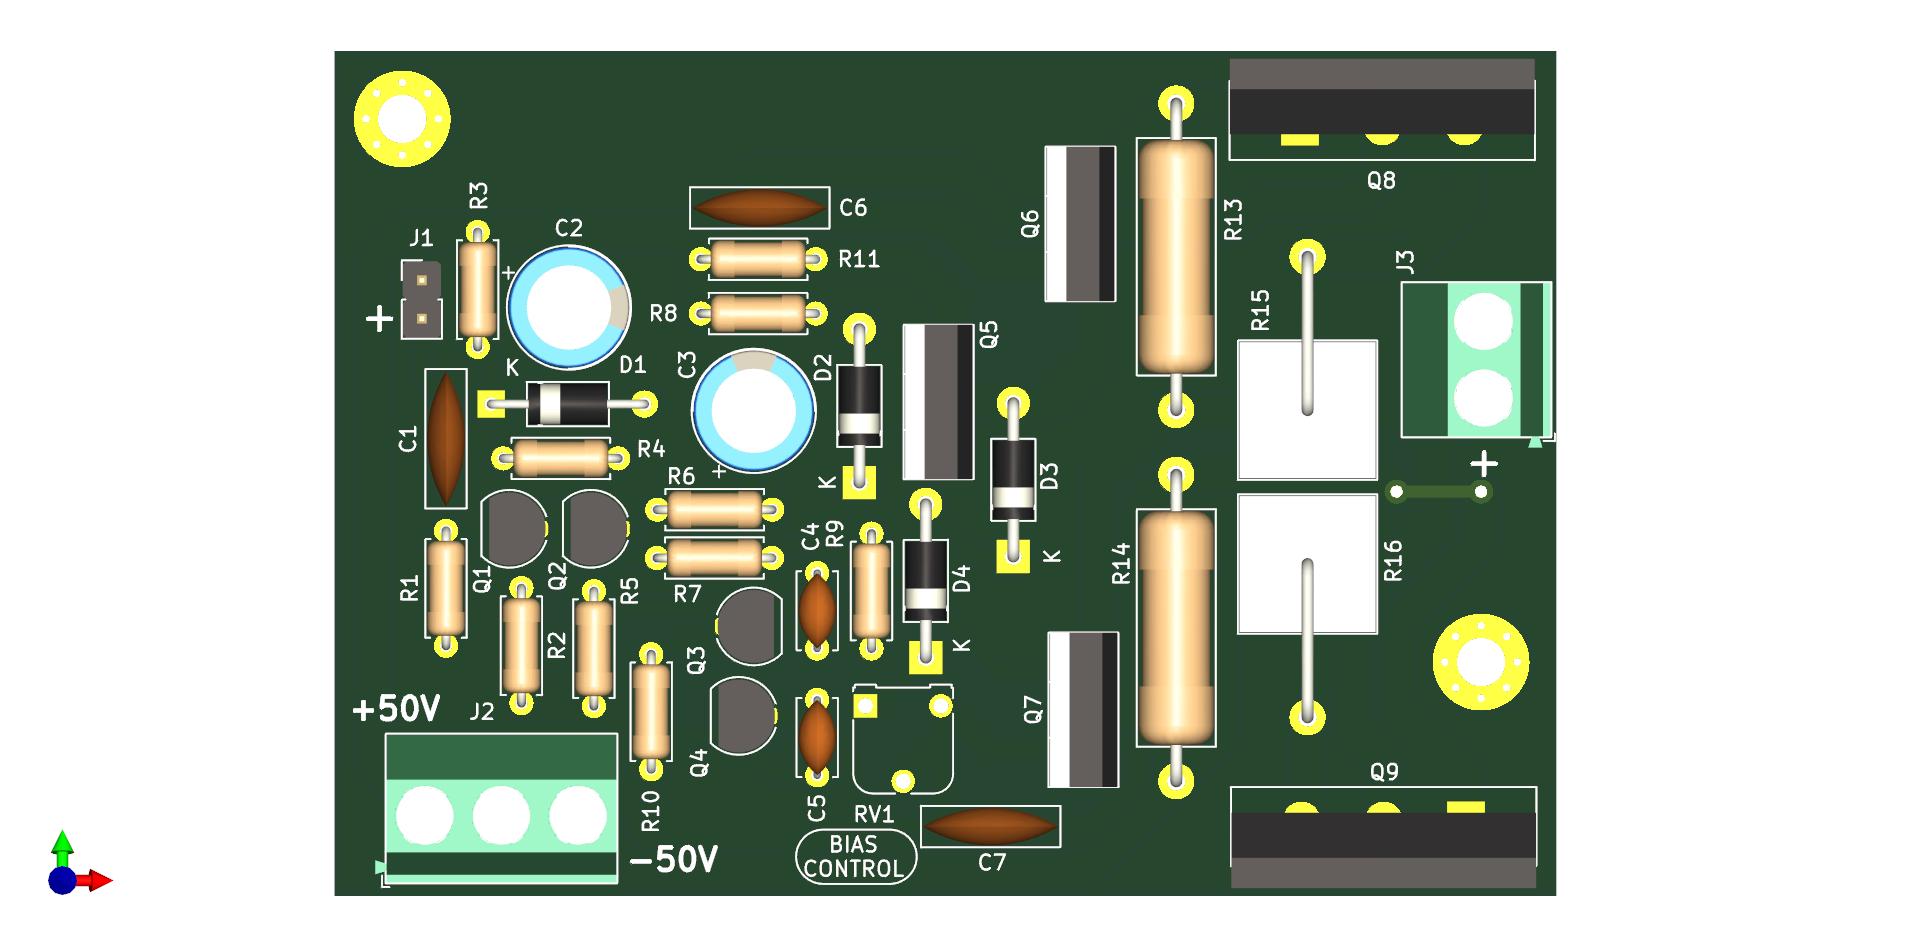 Q8
R3
C6
Q6
R13
J1
C2
R11
J3
+
R8
+
R15
Q5
K
D1
C3
D2
C1
R4
+
R6
K
D3
+
C4
R9
K
R14
R16
Q1
Q2
R5
R1
R7
D4
R2
Q3
K
+50V
J2
Q7
Q4
Q9
R10
C5
RV1
BIAS
CONTROL
-50V
C7